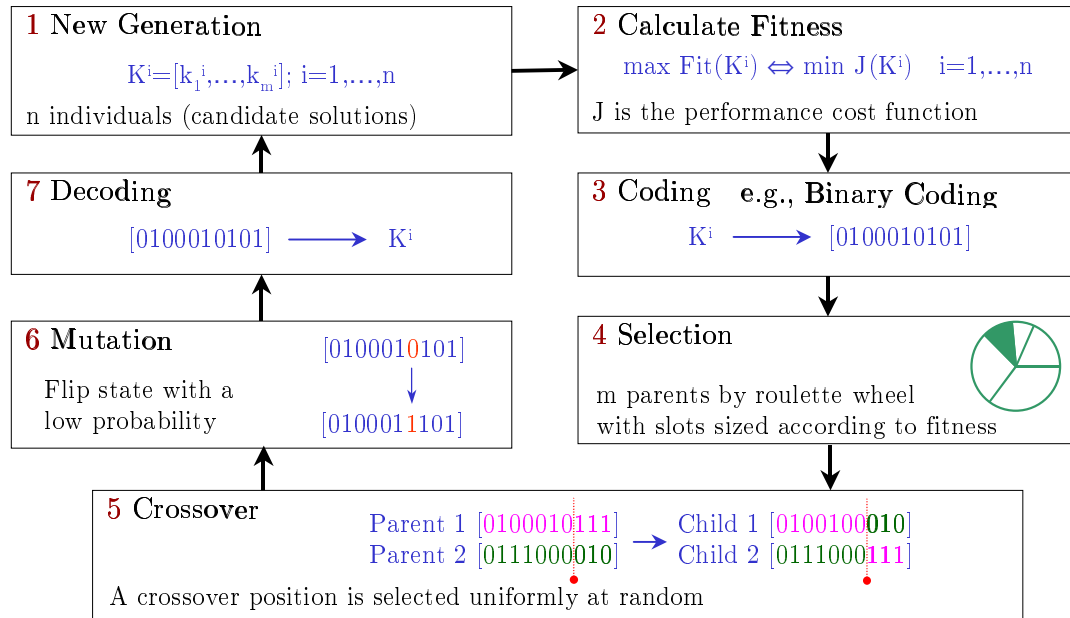 1 New Generation
Kⁱ=[k₁ⁱ,...,kₘⁱ]; i=1,...,n
n individuals (candidate solutions)
2 Calculate Fitness
max Fit(Kⁱ) ⇔ min J(Kⁱ) i=1,...,n
J is the performance cost function
7 Decoding
[0100010101] → Kⁱ
3 Coding e.g., Binary Coding
Kⁱ → [0100010101]
6 Mutation
[0100010101]
Flip state with a
low probability
[0100011101]
4 Selection
m parents by roulette wheel
with slots sized according to fitness
5 Crossover
Parent 1 [0100010111] → Child 1 [0100100010]
Parent 2 [0111000010] Child 2 [0111000111]
A crossover position is selected uniformly at random